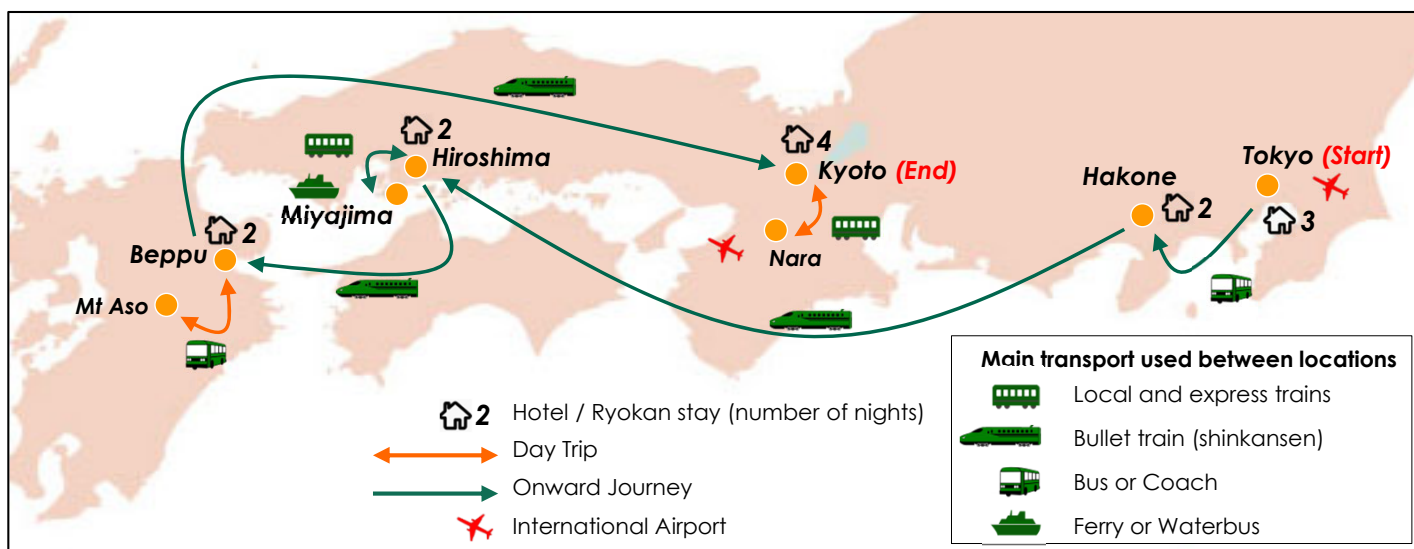 2
Hiroshima
Miyajima
4
Kyoto (End)
Nara
Tokyo (Start)
3
Hakone
2
2
Beppu
Mt Aso
2 Hotel / Ryokan stay (number of nights)
Day Trip
Onward Journey
International Airport
Main transport used between locations
Local and express trains
Bullet train (shinkansen)
Bus or Coach
Ferry or Waterbus